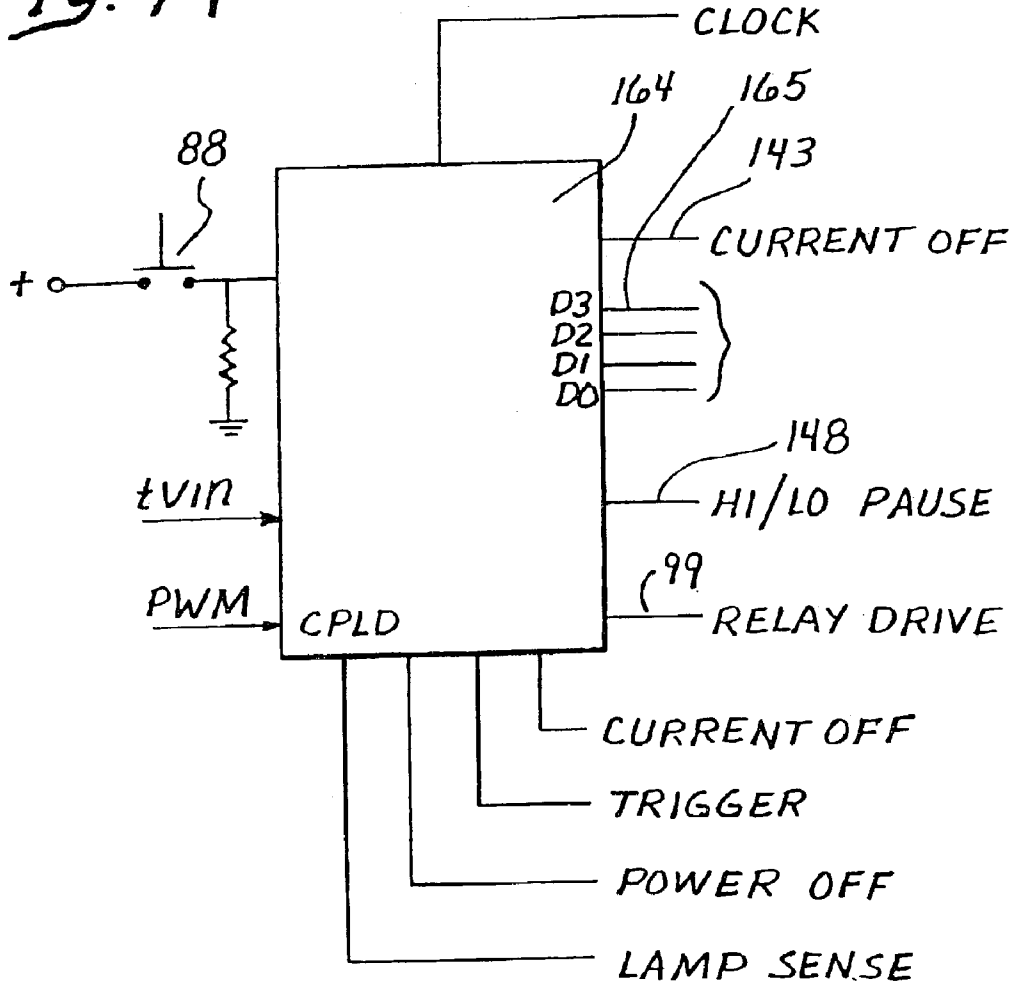 CLOCK
164
165
88
143
CURRENT OFF
+
D3
D2
D1
D0
148
tVIN
HI/LO PAUSE
99
PWM
CPLD
RELAY DRIVE
CURRENT OFF
TRIGGER
POWER OFF
LAMP SENSE